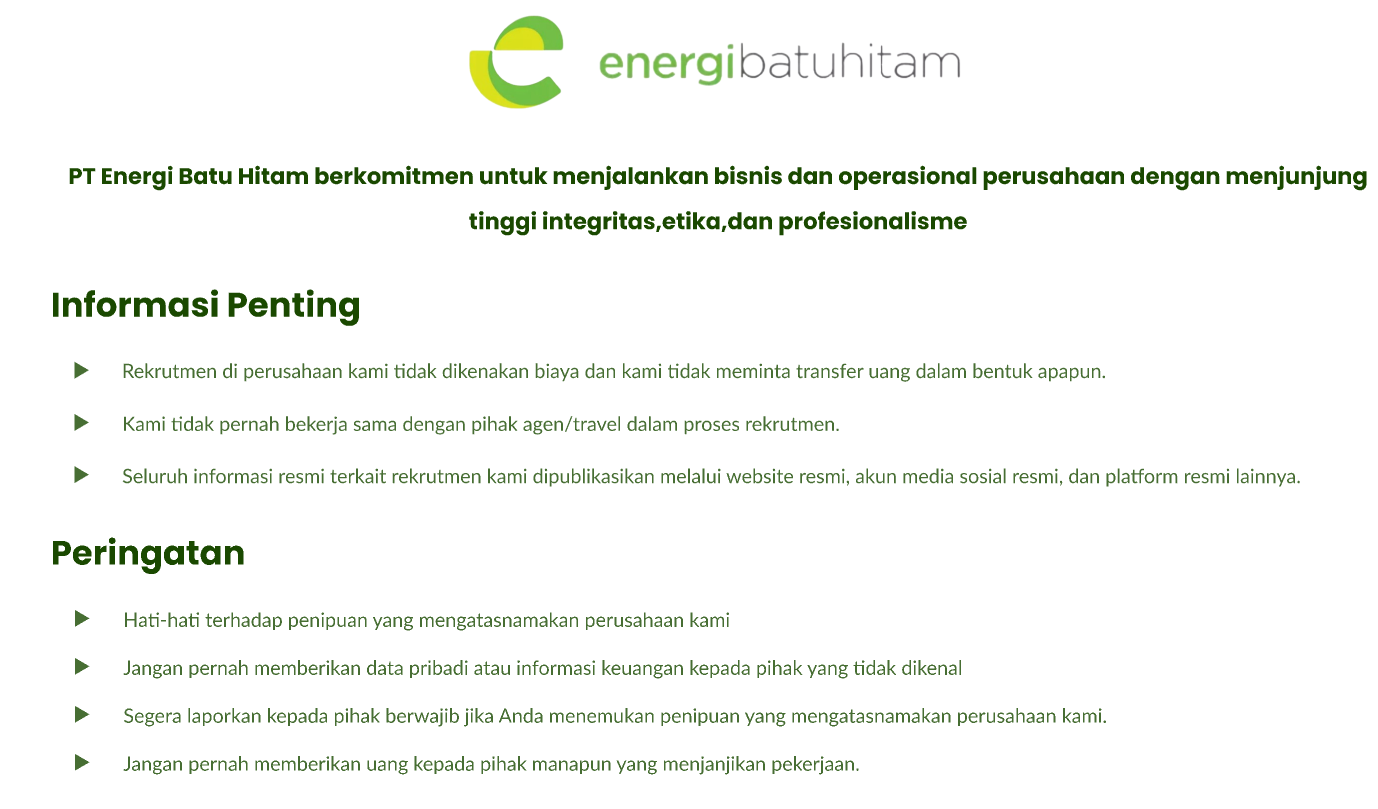 energibatuhitam
PT Energi Batu Hitam berkomitmen untuk menjalankan bisnis dan operasional perusahaan dengan menjunjung
tinggi integritas,etika,dan profesionalisme
Informasi Penting
Rekrutmen di perusahaan kami tidak dikenakan biaya dan kami tidak meminta transfer uang dalam bentuk apapun.
Kami tidak pernah bekerja sama dengan pihak agen/travel dalam proses rekrutmen.
Seluruh informasi resmi terkait rekrutmen kami dipublikasikan melalui website resmi, akun media sosial resmi, dan platform resmi lainnya.
Peringatan
Hati-hati terhadap penipuan yang mengatasnamakan perusahaan kami
Jangan pernah memberikan data pribadi atau informasi keuangan kepada pihak yang tidak dikenal
Segera laporkan kepada pihak berwajib jika Anda menemukan penipuan yang mengatasnamakan perusahaan kami.
Jangan pernah memberikan uang kepada pihak manapun yang menjanjikan pekerjaan.